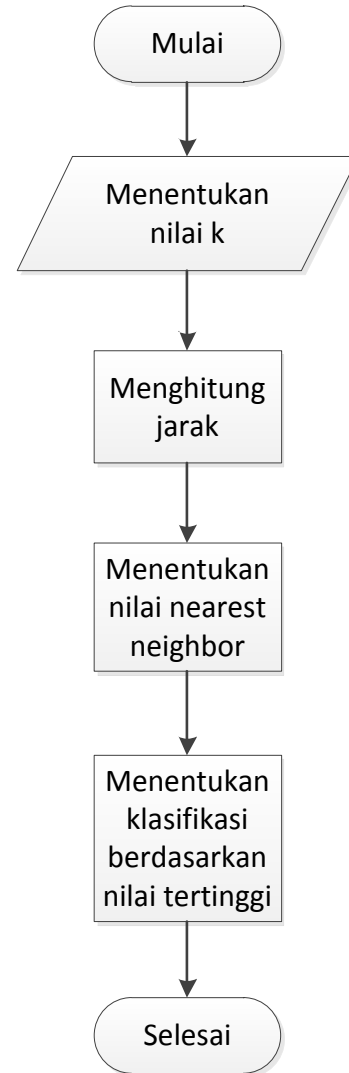 Mulai
Menentukan
nilai k
Menghitung
jarak
Menentukan
nilai nearest
neighbor
Menentukan
klasifikasi
berdasarkan
nilai tertinggi
Selesai